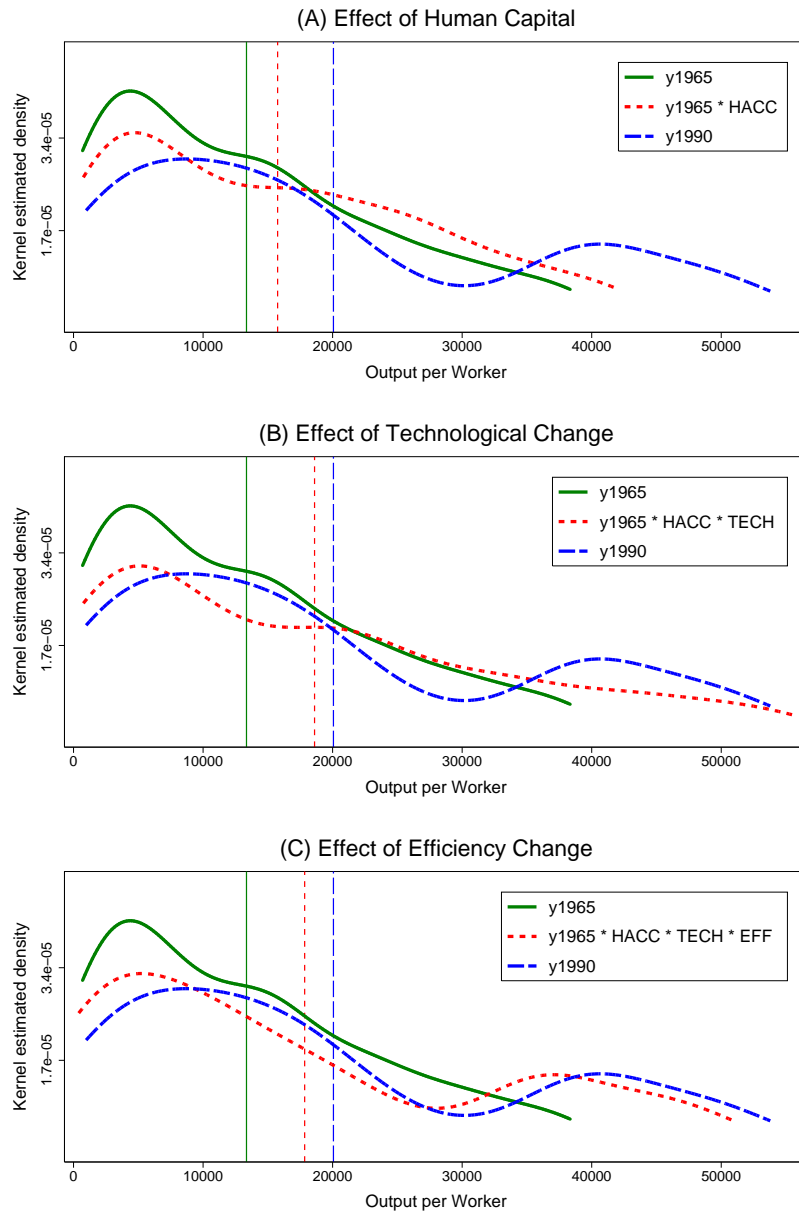 (A) Effect of Human Capital
y1965
y1965 * HACC
y1990
Kernel estimated density
3.4e-05
1.7e-05
0 10000 20000 30000 40000 50000
Output per Worker
(B) Effect of Technological Change
y1965
y1965 * HACC * TECH
y1990
Kernel estimated density
3.4e-05
1.7e-05
0 10000 20000 30000 40000 50000
Output per Worker
(C) Effect of Efficiency Change
y1965
y1965 * HACC * TECH * EFF
y1990
Kernel estimated density
3.4e-05
1.7e-05
0 10000 20000 30000 40000 50000
Output per Worker